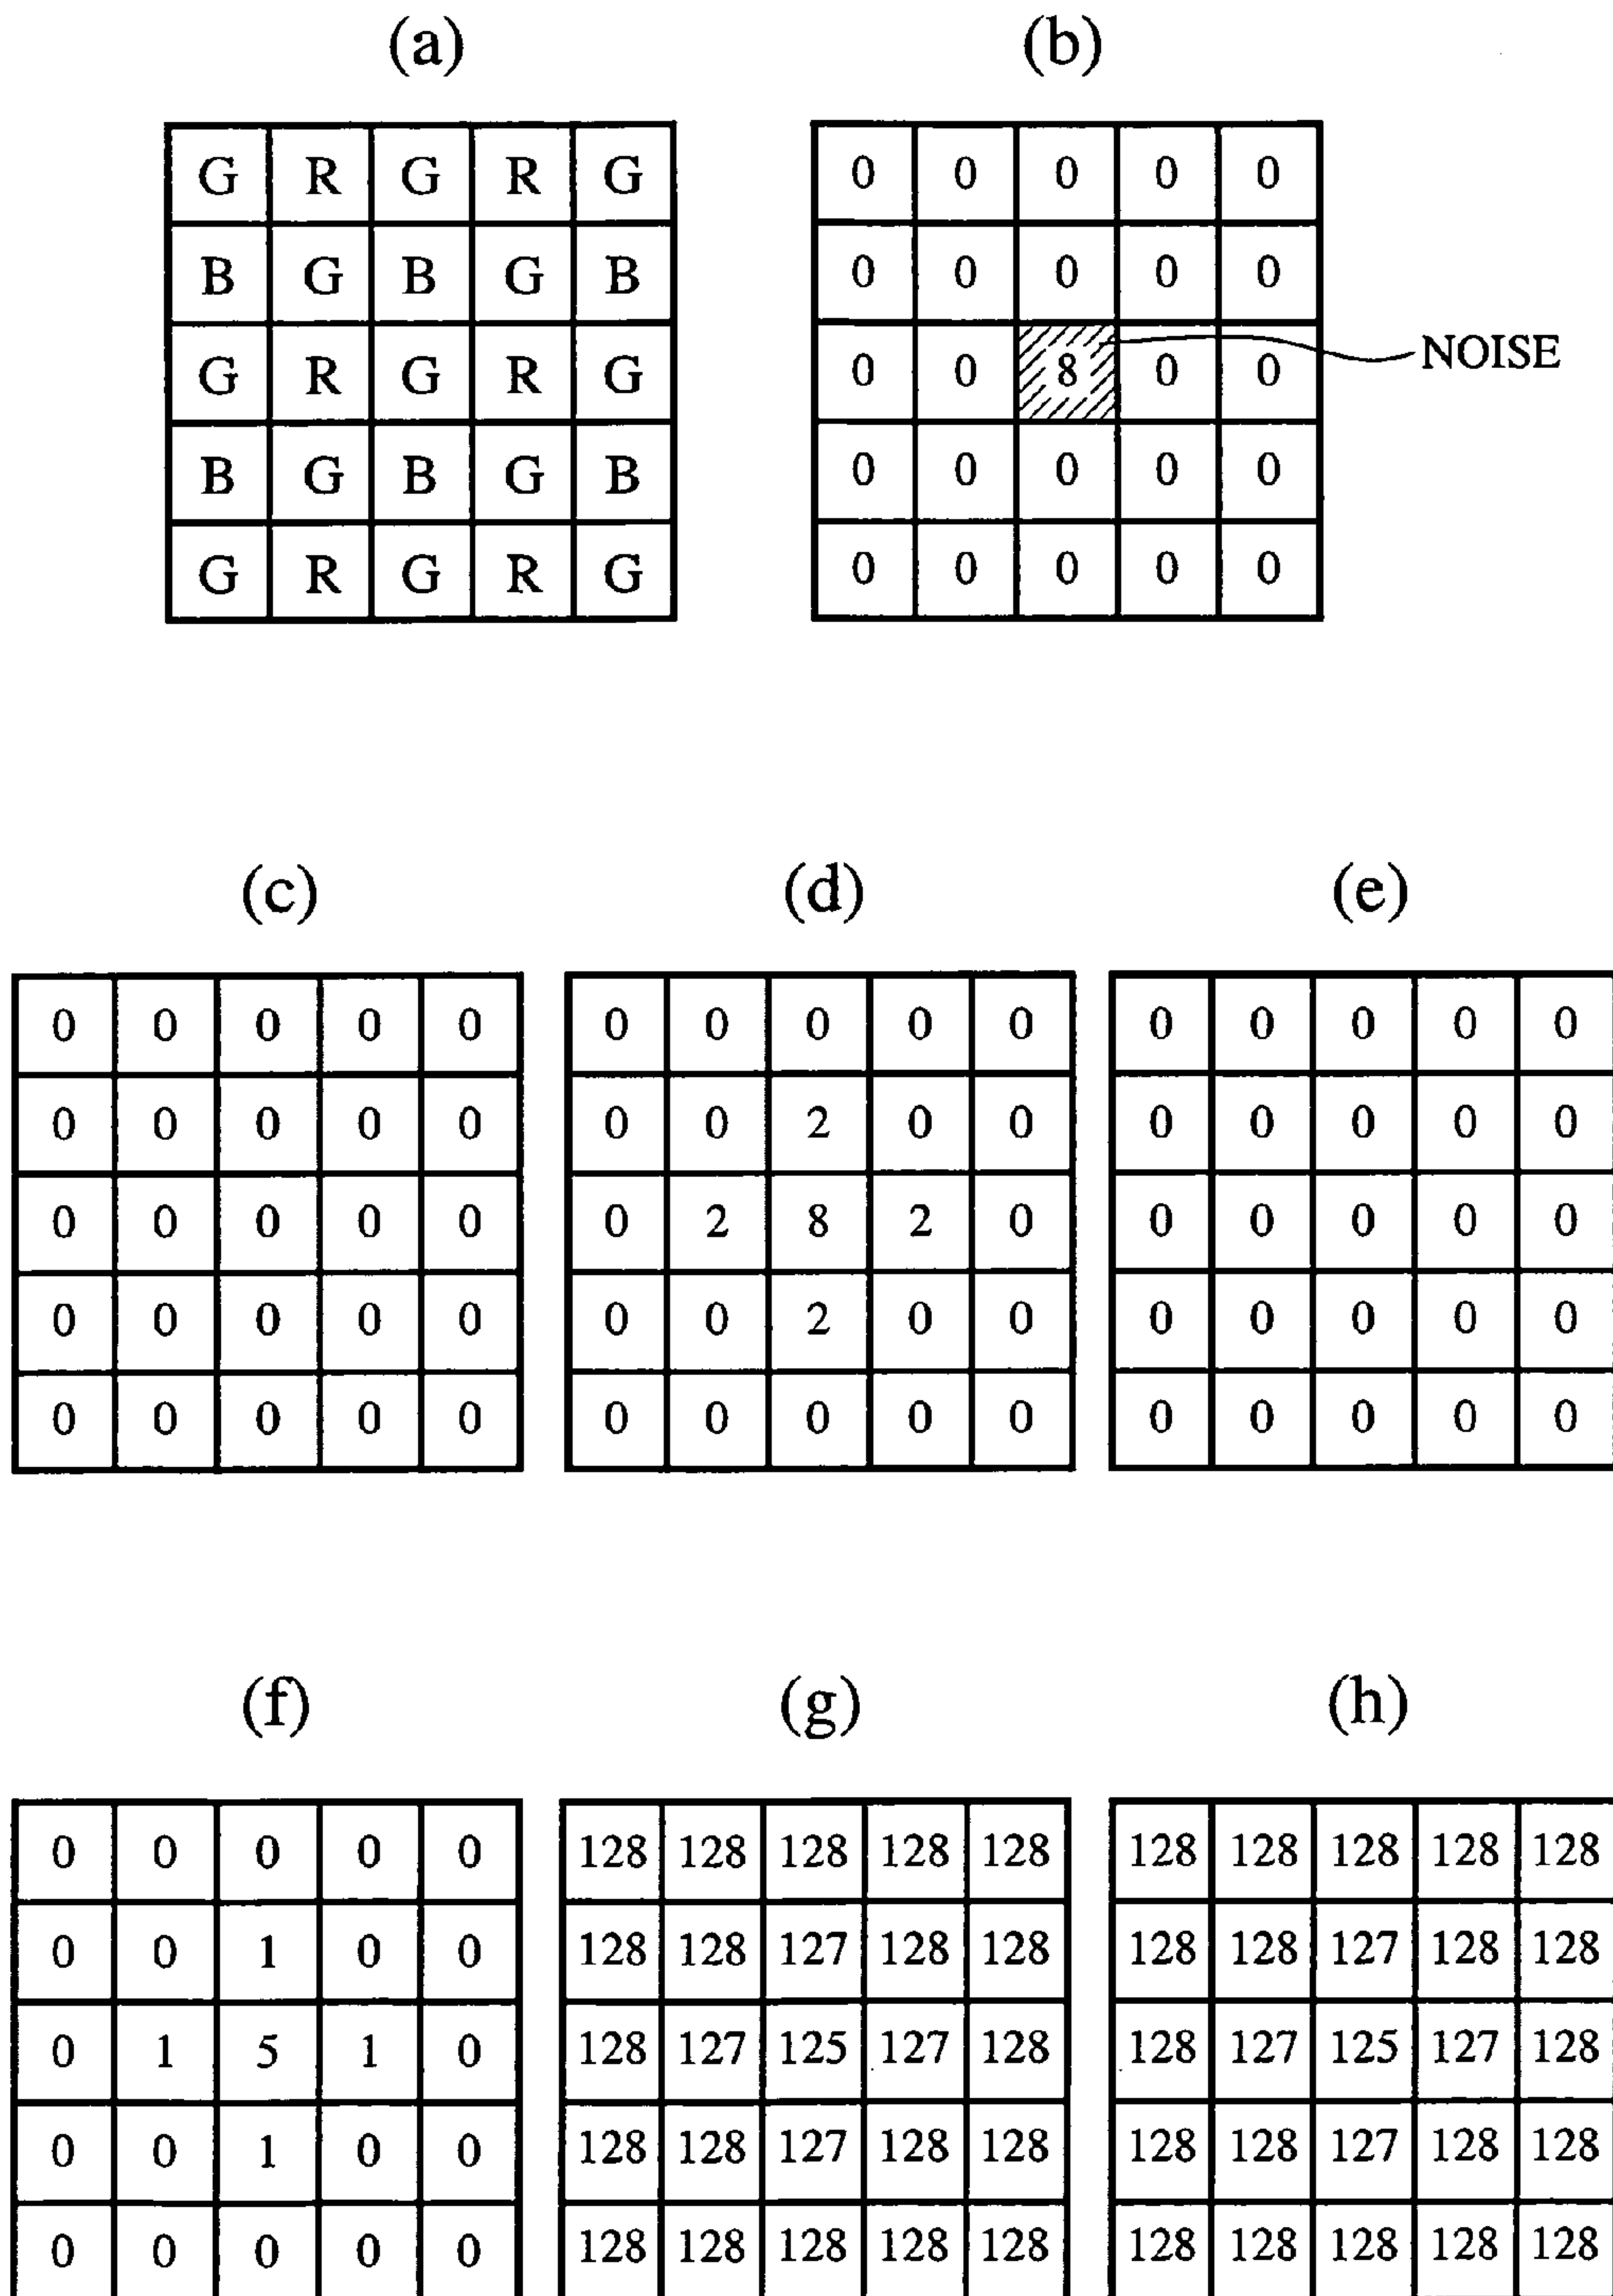 (a) (b)
G R G R G
B G B G B
G R G R G
B G B G B
G R G R G
0 0 0 0 0
0 0 0 0 0
0 0 8 0 0
0 0 0 0 0
0 0 0 0 0
NOISE
(c) (d) (e)
0 0 0 0 0
0 0 0 0 0
0 0 0 0 0
0 0 0 0 0
0 0 0 0 0
0 0 0 0 0
0 0 2 0 0
0 2 8 2 0
0 0 2 0 0
0 0 0 0 0
0 0 0 0 0
0 0 0 0 0
0 0 0 0 0
0 0 0 0 0
0 0 0 0 0
(f) (g) (h)
0 0 0 0 0
0 0 1 0 0
0 1 5 1 0
0 0 1 0 0
0 0 0 0 0
128 128 128 128 128
128 128 127 128 128
128 127 125 127 128
128 128 127 128 128
128 128 128 128 128
128 128 128 128 128
128 128 127 128 128
128 127 125 127 128
128 128 127 128 128
128 128 128 128 128